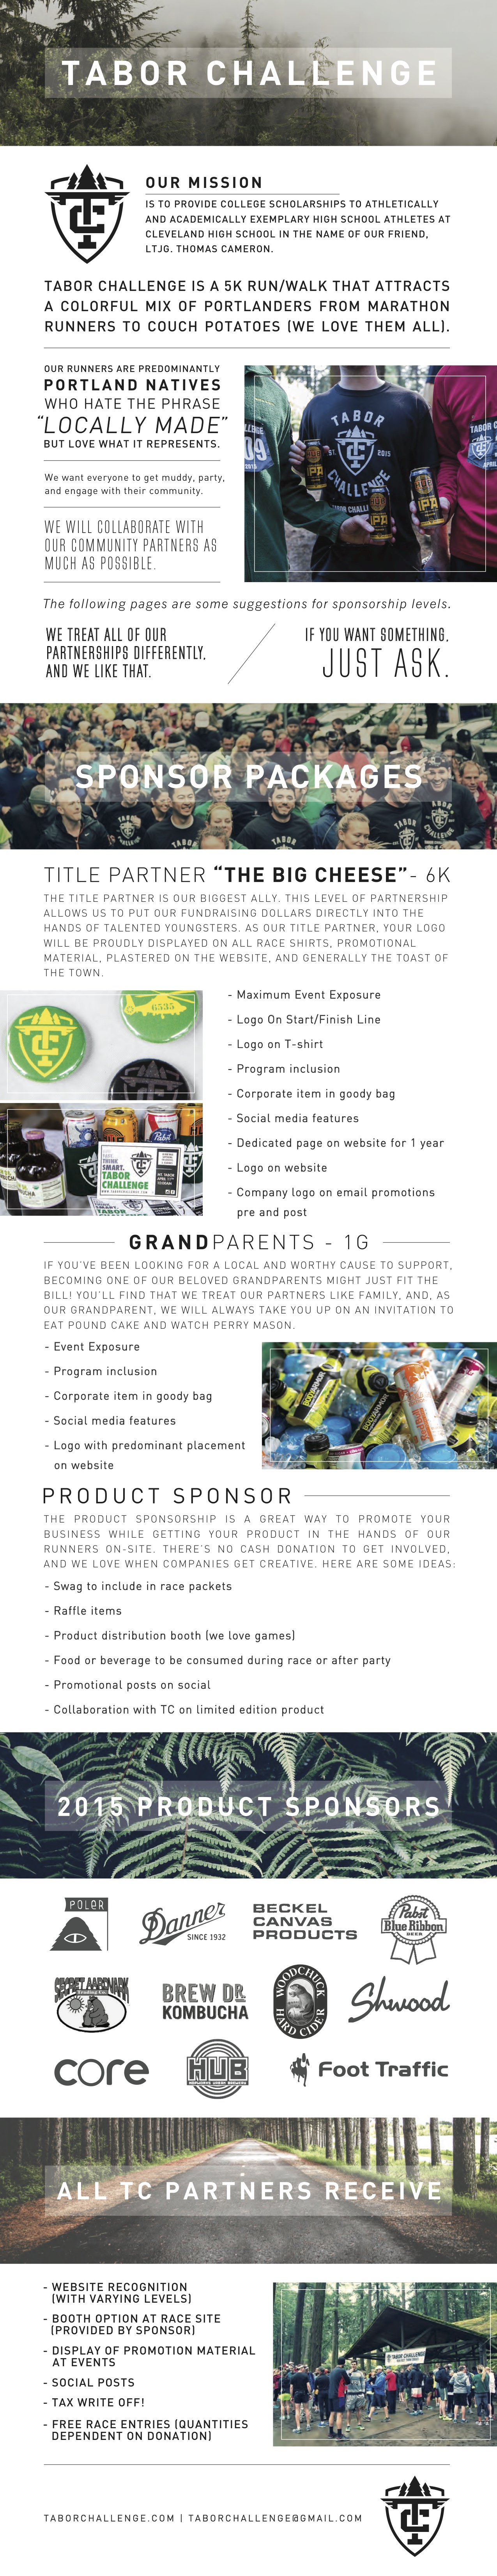 TABOR CHALLENGE
OUR MISSION
IS TO PROVIDE COLLEGE SCHOLARSHIPS TO ATHLETICALLY
AND ACADEMICALLY EXEMPLARY HIGH SCHOOL ATHLETES AT
CLEVELAND HIGH SCHOOL IN THE NAME OF OUR FRIEND,
LTJG. THOMAS CAMERON.
TABOR CHALLENGE IS A 5K RUN/WALK THAT ATTRACTS
A COLORFUL MIX OF PORTLANDERS FROM MARATHON
RUNNERS TO COUCH POTATOES (WE LOVE THEM ALL).
OUR RUNNERS ARE PREDOMINANTLY
PORTLAND NATIVES
WHO HATE THE PHRASE
"LOCALLY MADE"
BUT LOVE WHAT IT REPRESENTS.
We want everyone to get muddy, party,
and engage with their community.
WE WILL COLLABORATE WITH
OUR COMMUNITY PARTNERS AS
MUCH AS POSSIBLE.
TABOR
EST. 2015
CHALLENGE
IPA
IPA
The following pages are some suggestions for sponsorship levels.
WE TREAT ALL OF OUR
PARTNERSHIPS DIFFERENTLY,
AND WE LIKE THAT.
IF YOU WANT SOMETHING,
JUST ASK.
SPONSOR PACKAGES
TITLE PARTNER "THE BIG CHEESE"- 6K
THE TITLE PARTNER IS OUR BIGGEST ALLY. THIS LEVEL OF PARTNERSHIP
ALLOWS US TO PUT OUR FUNDRAISING DOLLARS DIRECTLY INTO THE
HANDS OF TALENTED YOUNGSTERS. AS OUR TITLE PARTNER, YOUR LOGO
WILL BE PROUDLY DISPLAYED ON ALL RACE SHIRTS, PROMOTIONAL
MATERIAL, PLASTERED ON THE WEBSITE, AND GENERALLY THE TOAST OF
THE TOWN.
6535
Pabst
THINK
SMART.
TABOR
CHALLENGE
- Maximum Event Exposure
- Logo On Start/Finish Line
- Logo on T-shirt
- Program inclusion
- Corporate item in goody bag
- Social media features
- Dedicated page on website for 1 year
- Logo on website
- Company logo on email promotions
pre and post
GRANDPARENTS - 1G
IF YOU'VE BEEN LOOKING FOR A LOCAL AND WORTHY CAUSE TO SUPPORT,
BECOMING ONE OF OUR BELOVED GRANDPARENTS MIGHT JUST FIT THE
BILL! YOU'LL FIND THAT WE TREAT OUR PARTNERS LIKE FAMILY, AND, AS
OUR GRANDPARENT, WE WILL ALWAYS TAKE YOU UP ON AN INVITATION TO
EAT POUND CAKE AND WATCH PERRY MASON.
- Event Exposure
- Program inclusion
- Corporate item in goody bag
- Social media features
- Logo with predominant placement
on website
BODYARMOR
PRODUCT SPONSOR
THE PRODUCT SPONSORSHIP IS A GREAT WAY TO PROMOTE YOUR
BUSINESS WHILE GETTING YOUR PRODUCT IN THE HANDS OF OUR
RUNNERS ON-SITE. THERE'S NO CASH DONATION TO GET INVOLVED,
AND WE LOVE WHEN COMPANIES GET CREATIVE. HERE ARE SOME IDEAS:
- Swag to include in race packets
- Raffle items
- Product distribution booth (we love games)
- Food or beverage to be consumed during race or after party
- Promotional posts on social
- Collaboration with TC on limited edition product
2015 PRODUCT SPONSORS
POLER
Danner
SINCE 1932
BECKEL
CANVAS
PRODUCTS
Pabst
Blue Ribbon
BEER
SECRET AARDVARK
BREW DR
KOMBUCHA
WOODCHUCK
HARD CIDER
Shwood
core
HUB
Foot Traffic
ALL TC PARTNERS RECEIVE
- WEBSITE RECOGNITION
(WITH VARYING LEVELS)
- BOOTH OPTION AT RACE SITE
(PROVIDED BY SPONSOR)
- DISPLAY OF PROMOTION MATERIAL
AT EVENTS
- SOCIAL POSTS
- TAX WRITE OFF!
- FREE RACE ENTRIES (QUANTITIES
DEPENDENT ON DONATION)
TABOR CHALLENGE
TABORCHALLENGE.COM | TABORCHALLENGE@GMAIL.COM